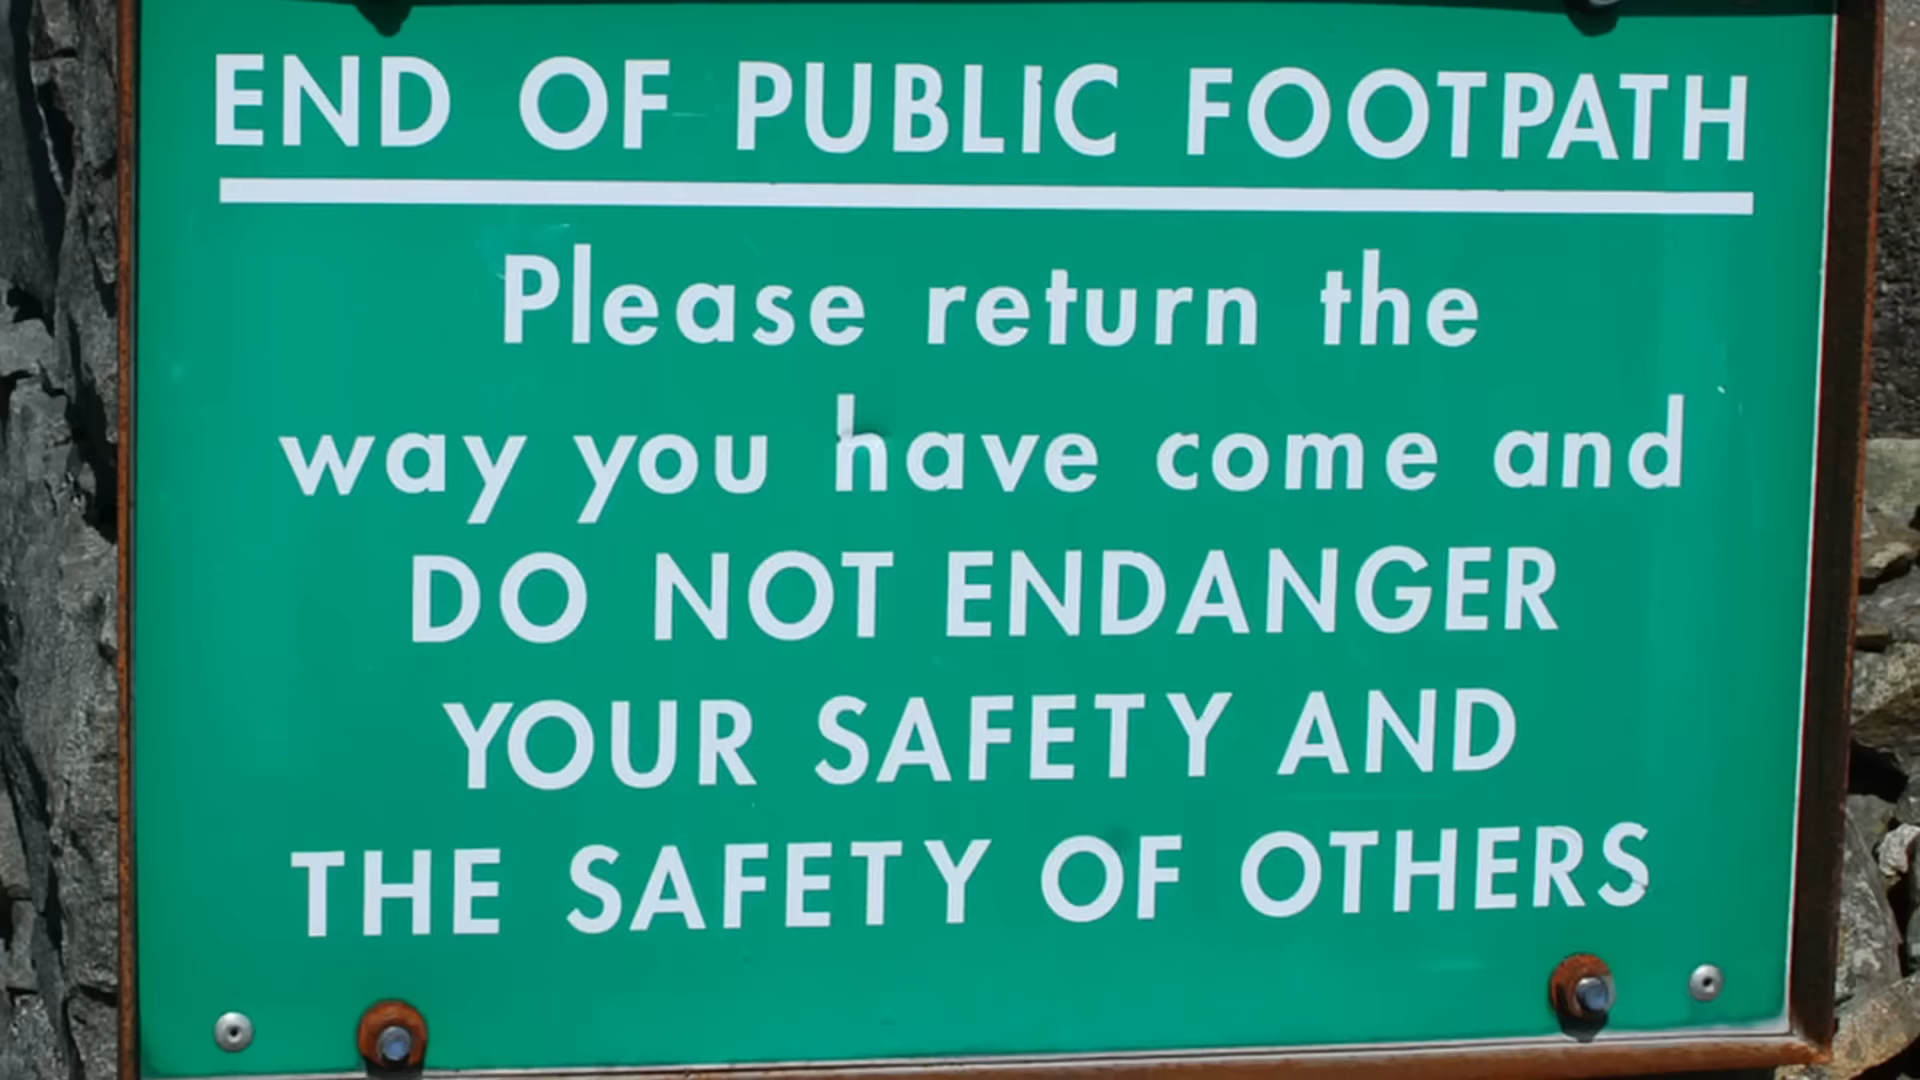 END OF PUBLIC FOOTPATH
Please return the
way you have come and
DO NOT ENDANGER
YOUR SAFETY AND
THE SAFETY OF OTHERS